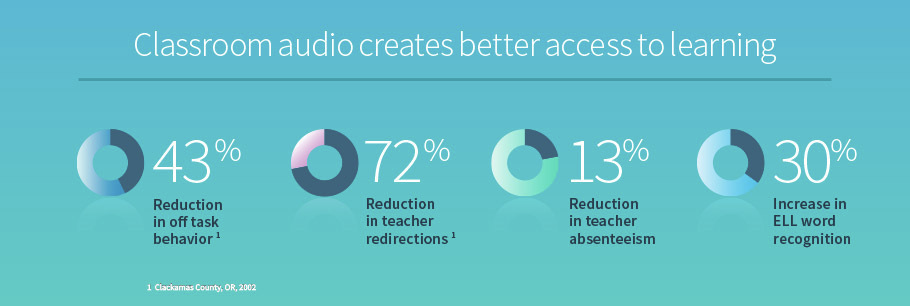 Classroom audio creates better access to learning
43%
Reduction
in off task
behavior 1
72%
Reduction
in teacher
redirections 1
13%
Reduction
in teacher
absenteeism
30%
Increase in
ELL word
recognition
1 Clackamas County, OR, 2002